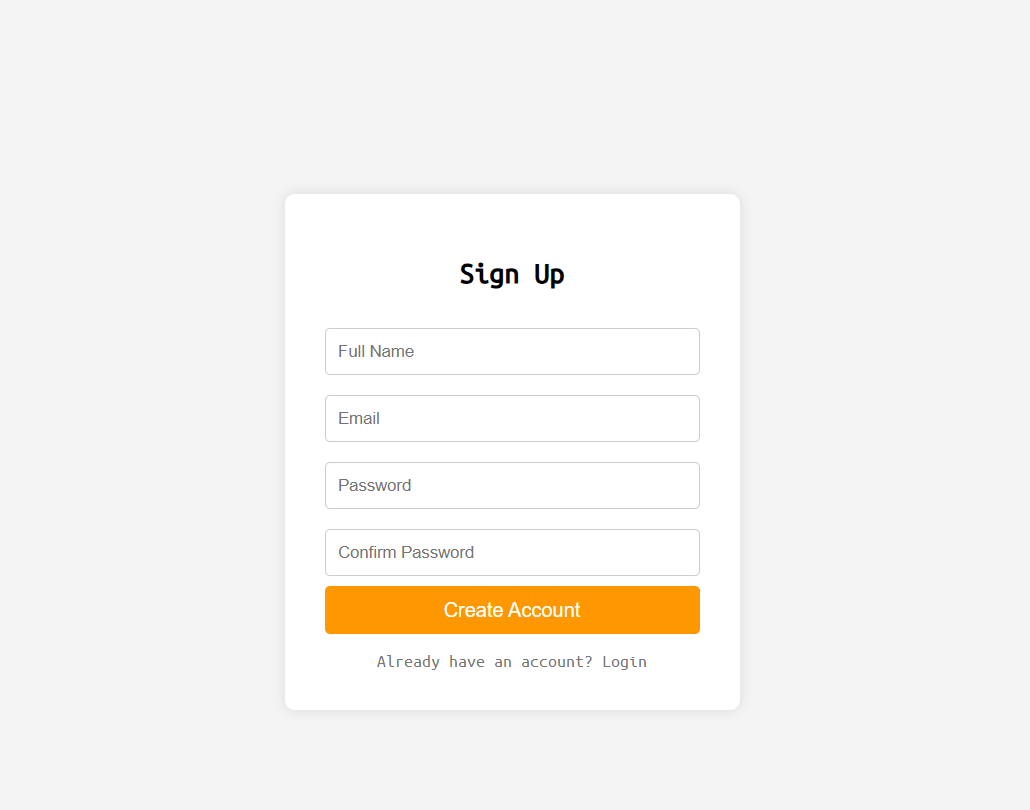 Sign Up
Full Name
Email
Password
Confirm Password
Create Account
Already have an account? Login